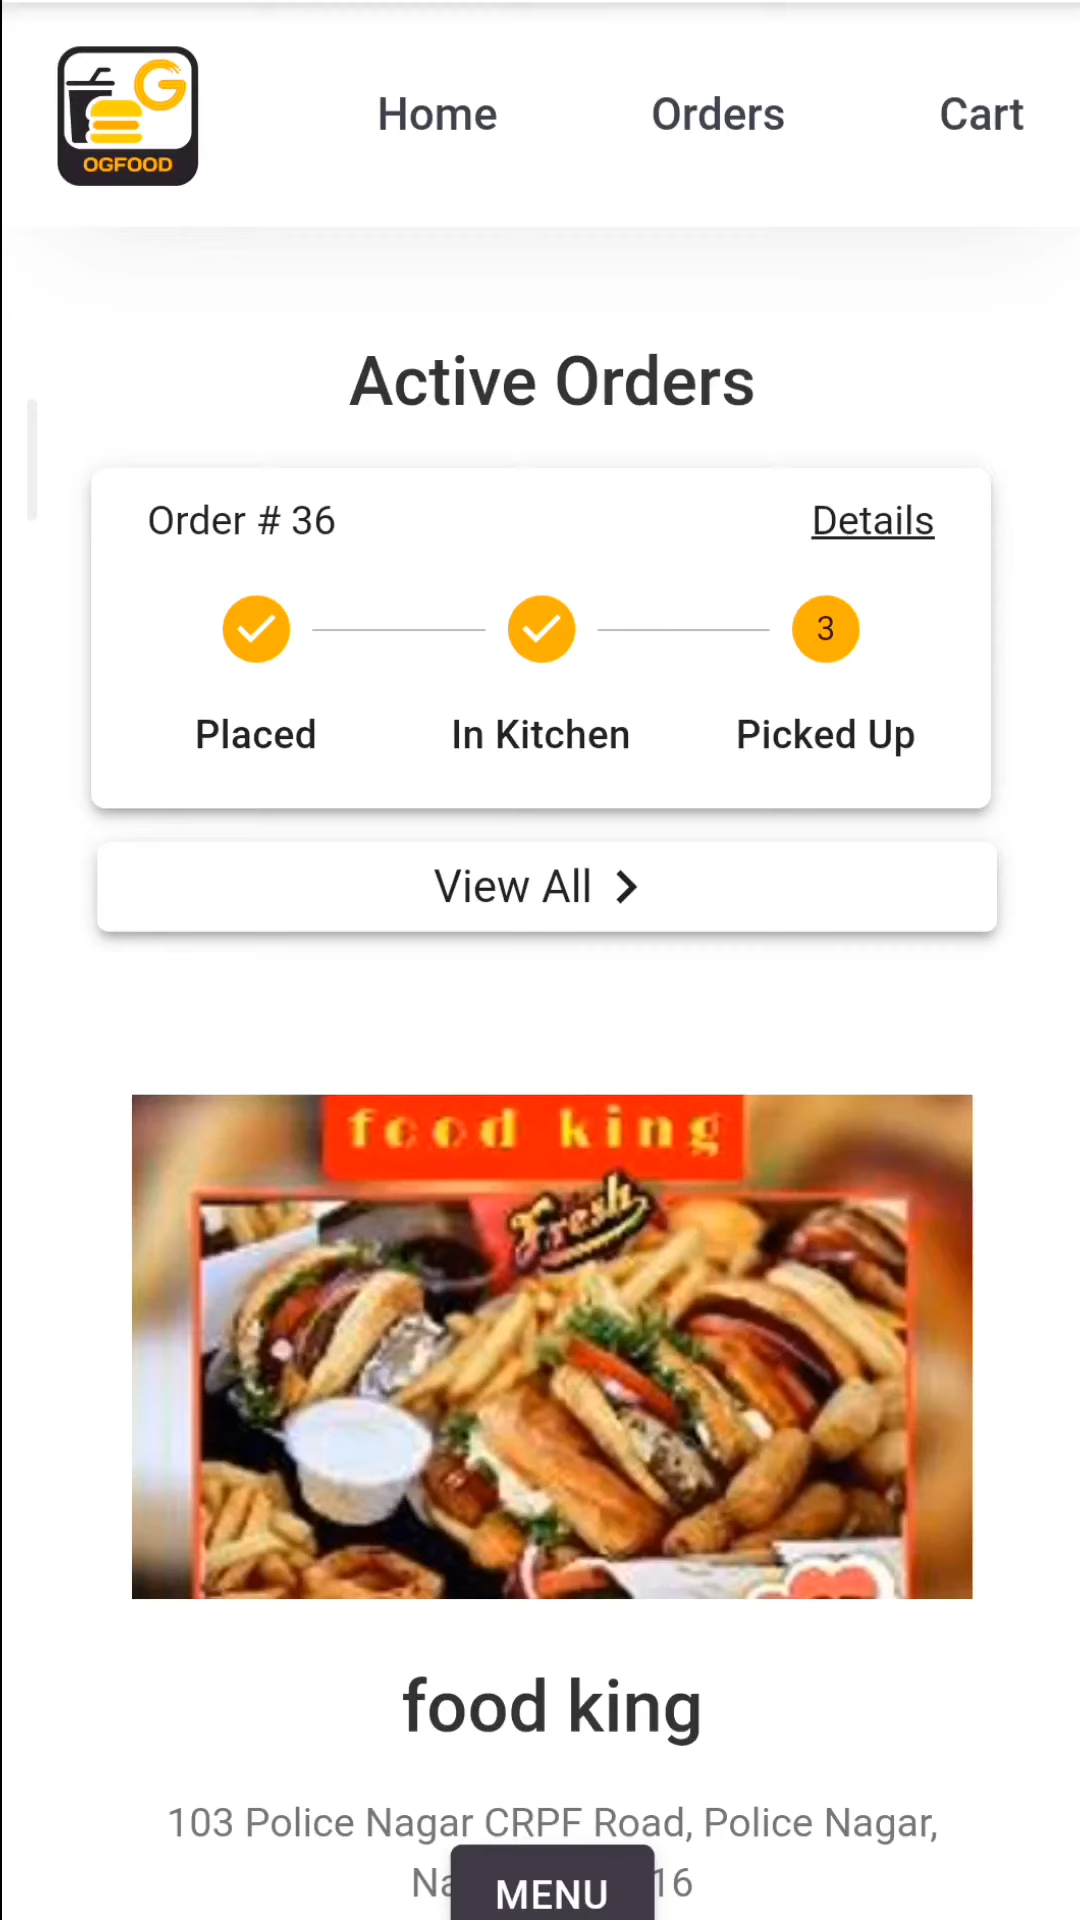 G
OGFOOD
Home Orders Cart
Active Orders
Order # 36 Details
3
Placed In Kitchen Picked Up
View All
food king
Fresh
food king
103 Police Nagar CRPF Road, Police Nagar,
MENU